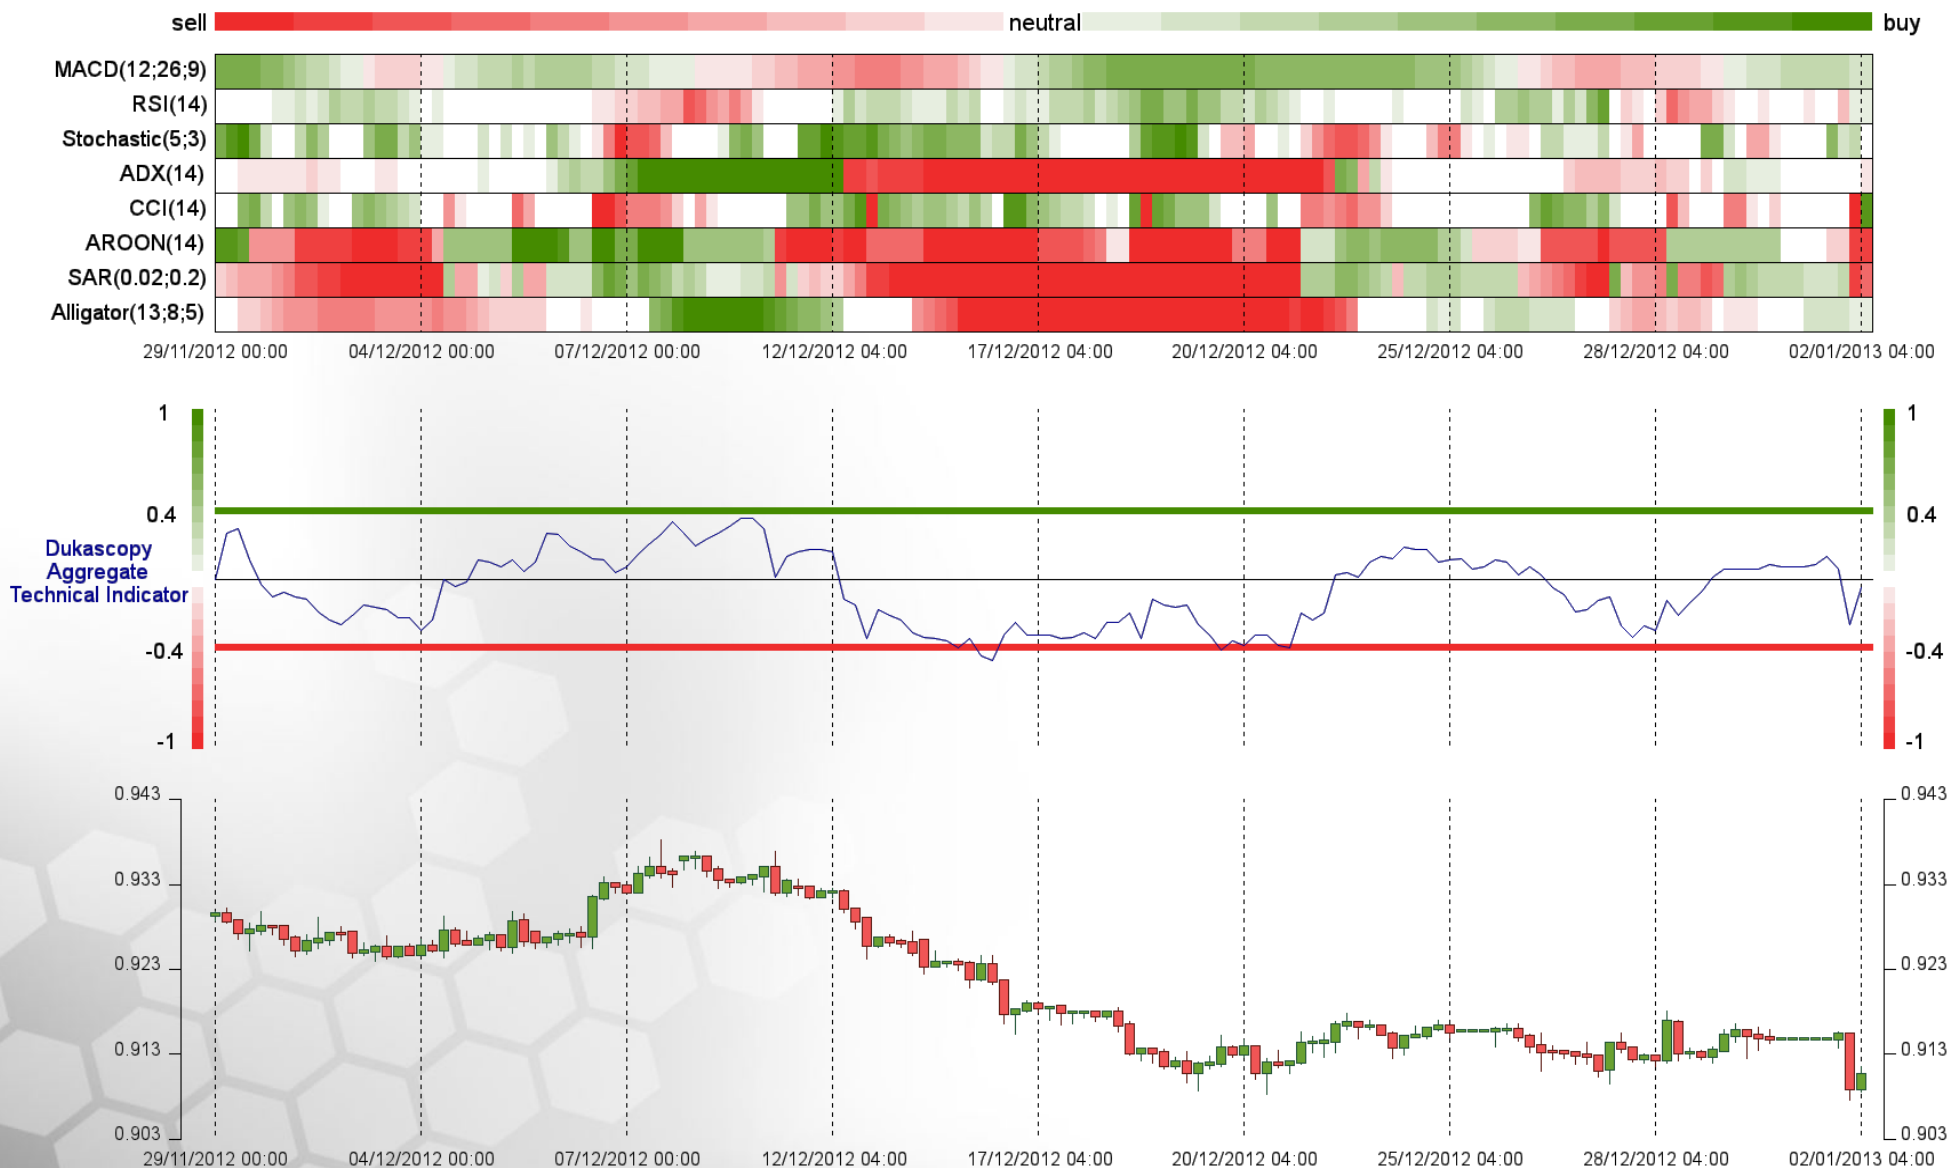 sell neutral buy
MACD(12;26;9)
RSI(14)
Stochastic(5;3)
ADX(14)
CCI(14)
AROON(14)
SAR(0.02;0.2)
Alligator(13;8;5)
29/11/2012 00:00 04/12/2012 00:00 07/12/2012 00:00 12/12/2012 04:00 17/12/2012 04:00 20/12/2012 04:00 25/12/2012 04:00 28/12/2012 04:00 02/01/2013 04:00
1 1
0.4 0.4
Dukascopy
Aggregate
Technical Indicator
-0.4 -0.4
-1 -1
0.943 0.943
0.933 0.933
0.923 0.923
0.913 0.913
0.903 0.903
29/11/2012 00:00 04/12/2012 00:00 07/12/2012 00:00 12/12/2012 04:00 17/12/2012 04:00 20/12/2012 04:00 25/12/2012 04:00 28/12/2012 04:00 02/01/2013 04:00